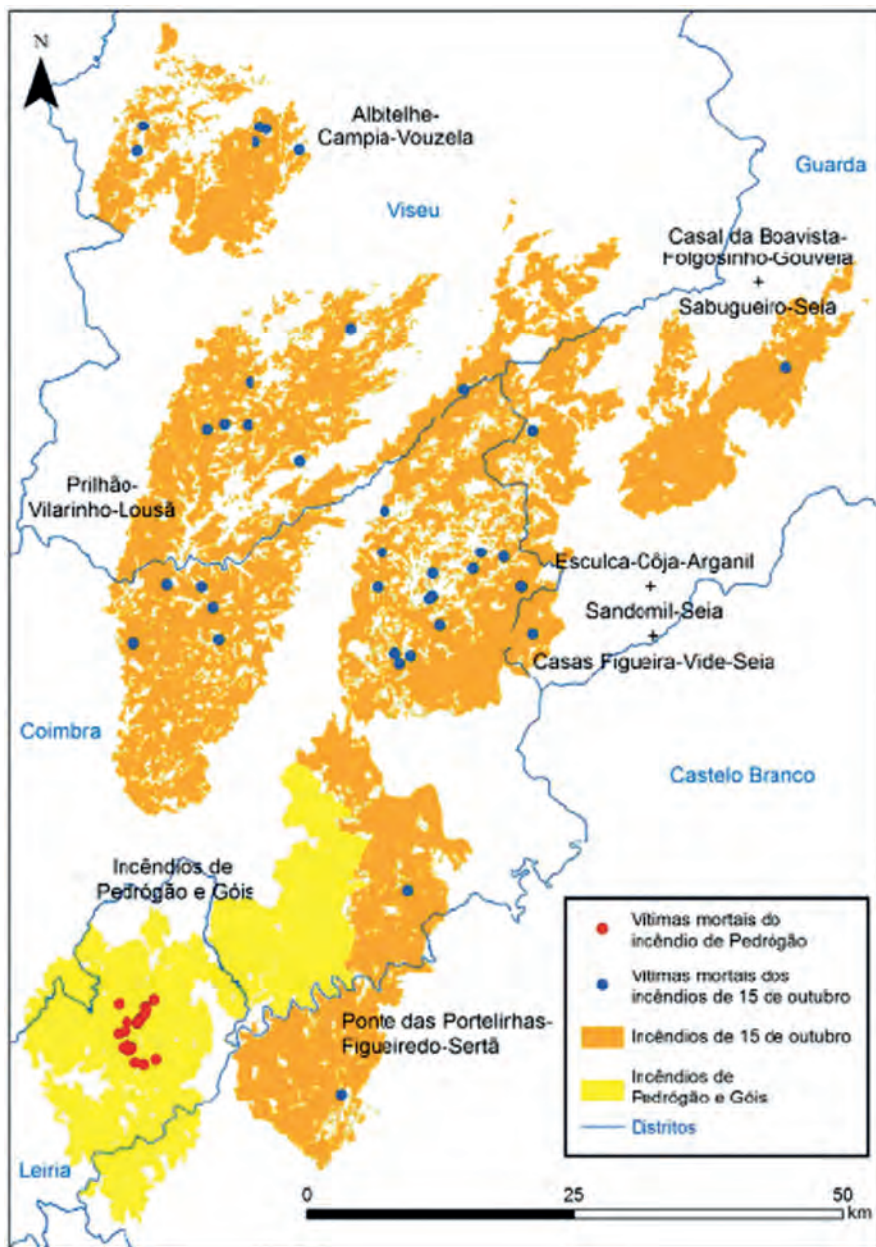 N
Albitelhe-
Campia-Vouzela
Guarda
Viseu
Casal da Boavista-
Folgosinho-Gouveia
+
Sabugueiro-Seia
Prilhão-
Vilarinho-Lousã
Esculca-Côja-Arganil
+
Sandomil-Seia
+
Casas Figueira-Vide-Seia
Coimbra
Castelo Branco
Incêndios de
Pedrógão e Góis
Vítimas mortais do
incêndio de Pedrógão
Vítimas mortais dos
incêndios de 15 de outubro
Incêndios de 15 de outubro
Incêndios de
Pedrógão e Góis
Distritos
Ponte das Portelirhas-
Figueiredo-Sertã
Leiria
0 25 50
km